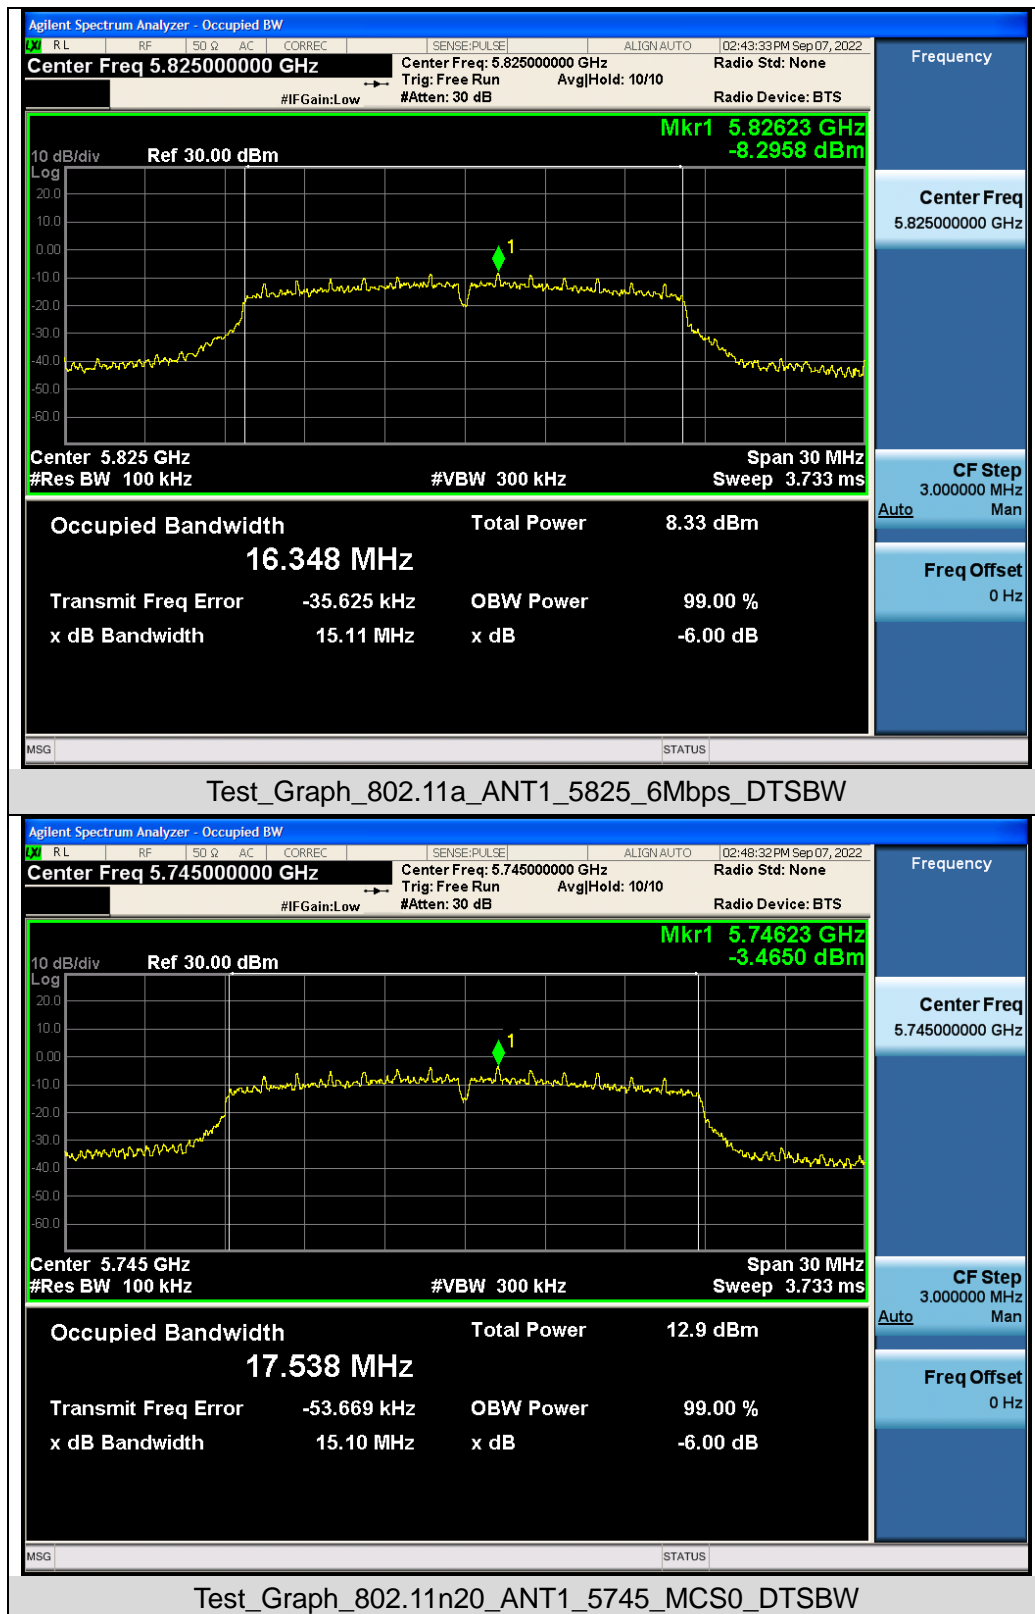 Agilent Spectrum Analyzer - Occupied BW
LXI RL RF 50 Ω AC CORREC SENSE:PULSE ALIGN AUTO 02:43:33 PM Sep 07, 2022
Center Freq 5.825000000 GHz
Center Freq: 5.825000000 GHz Radio Std: None
Trig: Free Run Avg|Hold: 10/10
#IFGain:Low #Atten: 30 dB Radio Device: BTS
Frequency
Mkr1 5.82623 GHz
-8.2958 dBm
10 dB/div Ref 30.00 dBm
Log
20.0
10.0
0.00
-10.0
-20.0
-30.0
-40.0
-50.0
-60.0
1
Center Freq
5.825000000 GHz
Center 5.825 GHz Span 30 MHz
#Res BW 100 kHz #VBW 300 kHz Sweep 3.733 ms
CF Step
3.000000 MHz
Auto Man
Occupied Bandwidth Total Power 8.33 dBm
16.348 MHz
Transmit Freq Error -35.625 kHz OBW Power 99.00 %
x dB Bandwidth 15.11 MHz x dB -6.00 dB
Freq Offset
0 Hz
MSG STATUS
Test_Graph_802.11a_ANT1_5825_6Mbps_DTSBW
Agilent Spectrum Analyzer - Occupied BW
LXI RL RF 50 Ω AC CORREC SENSE:PULSE ALIGN AUTO 02:48:32 PM Sep 07, 2022
Center Freq 5.745000000 GHz
Center Freq: 5.745000000 GHz Radio Std: None
Trig: Free Run Avg|Hold: 10/10
#IFGain:Low #Atten: 30 dB Radio Device: BTS
Frequency
Mkr1 5.74623 GHz
-3.4650 dBm
10 dB/div Ref 30.00 dBm
Log
20.0
10.0
0.00
-10.0
-20.0
-30.0
-40.0
-50.0
-60.0
1
Center Freq
5.745000000 GHz
Center 5.745 GHz Span 30 MHz
#Res BW 100 kHz #VBW 300 kHz Sweep 3.733 ms
CF Step
3.000000 MHz
Auto Man
Occupied Bandwidth Total Power 12.9 dBm
17.538 MHz
Transmit Freq Error -53.669 kHz OBW Power 99.00 %
x dB Bandwidth 15.10 MHz x dB -6.00 dB
Freq Offset
0 Hz
MSG STATUS
Test_Graph_802.11n20_ANT1_5745_MCS0_DTSBW